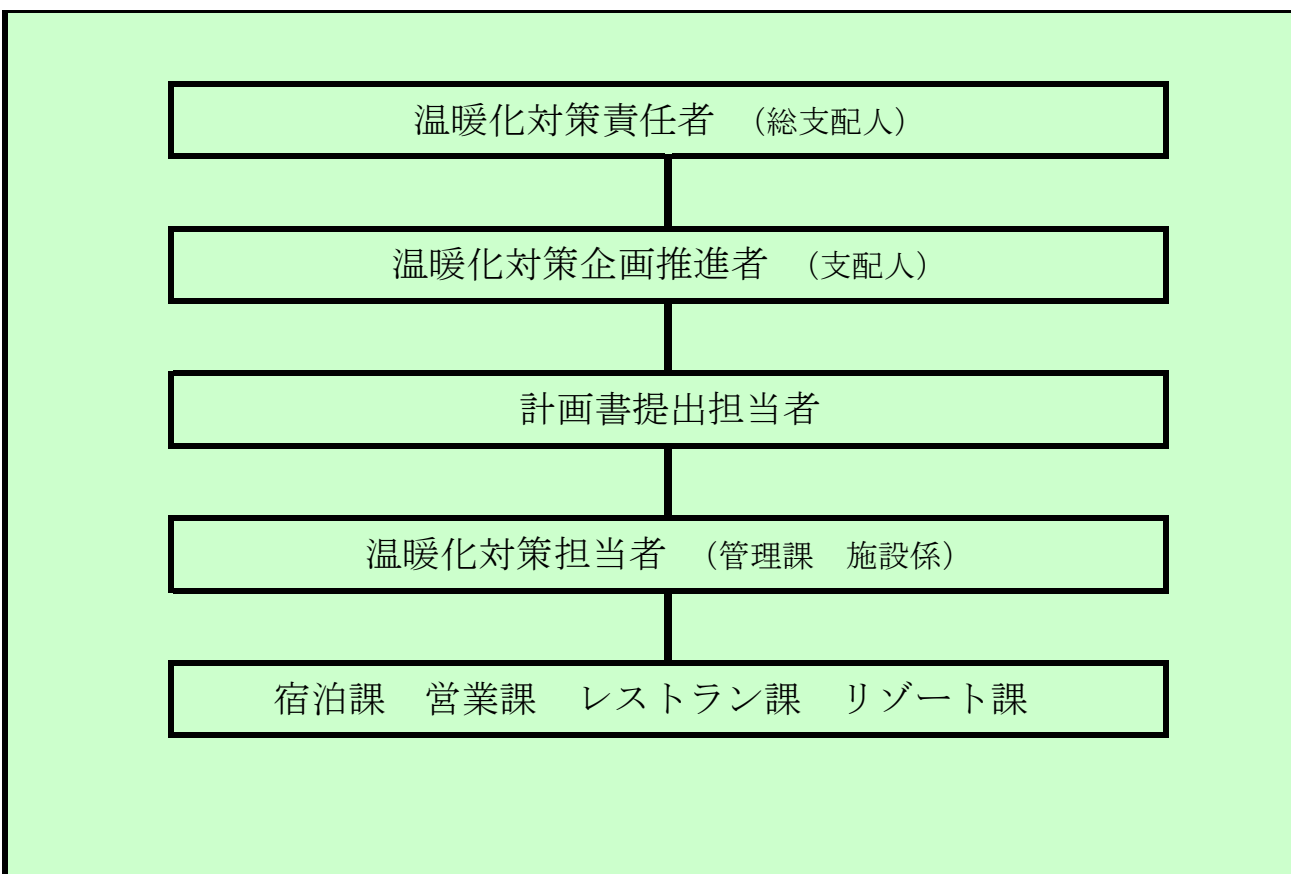 温暖化対策責任者　（総支配人）
温暖化対策企画推進者　（支配人）
計画書提出担当者
温暖化対策担当者　（管理課　施設係）
宿泊課　営業課　レストラン課　リゾート課